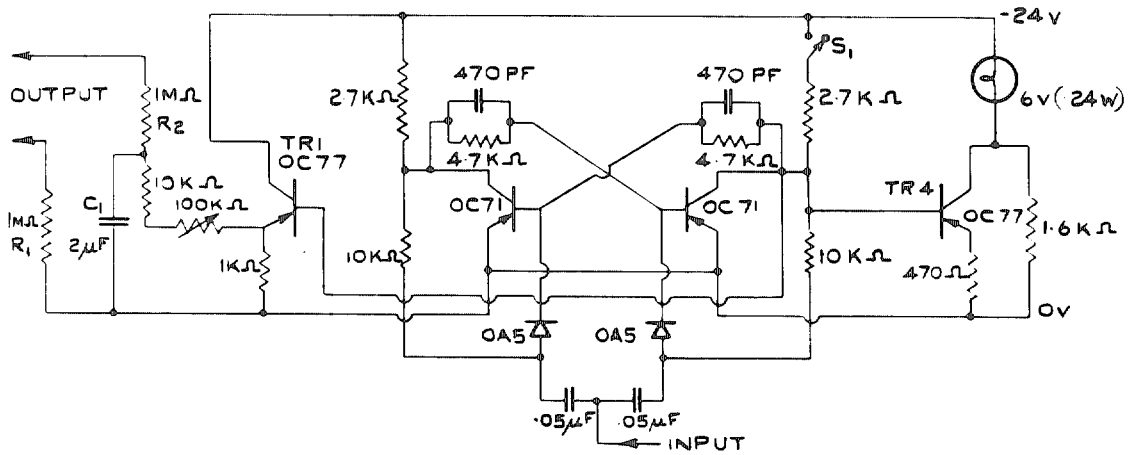 -24V
S₁
470PF
470PF
OUTPUT
1MΩ
R₂
2·7KΩ
2·7KΩ
6V(·24W)
TR1
OC77
4·7KΩ
4·7KΩ
10KΩ
100KΩ
C₁
2μF
1MΩ
R₁
1KΩ
OC71
OC71
TR4
OC77
1·6KΩ
10KΩ
10KΩ
470Ω
0V
OA5
OA5
·05μF
·05μF
INPUT